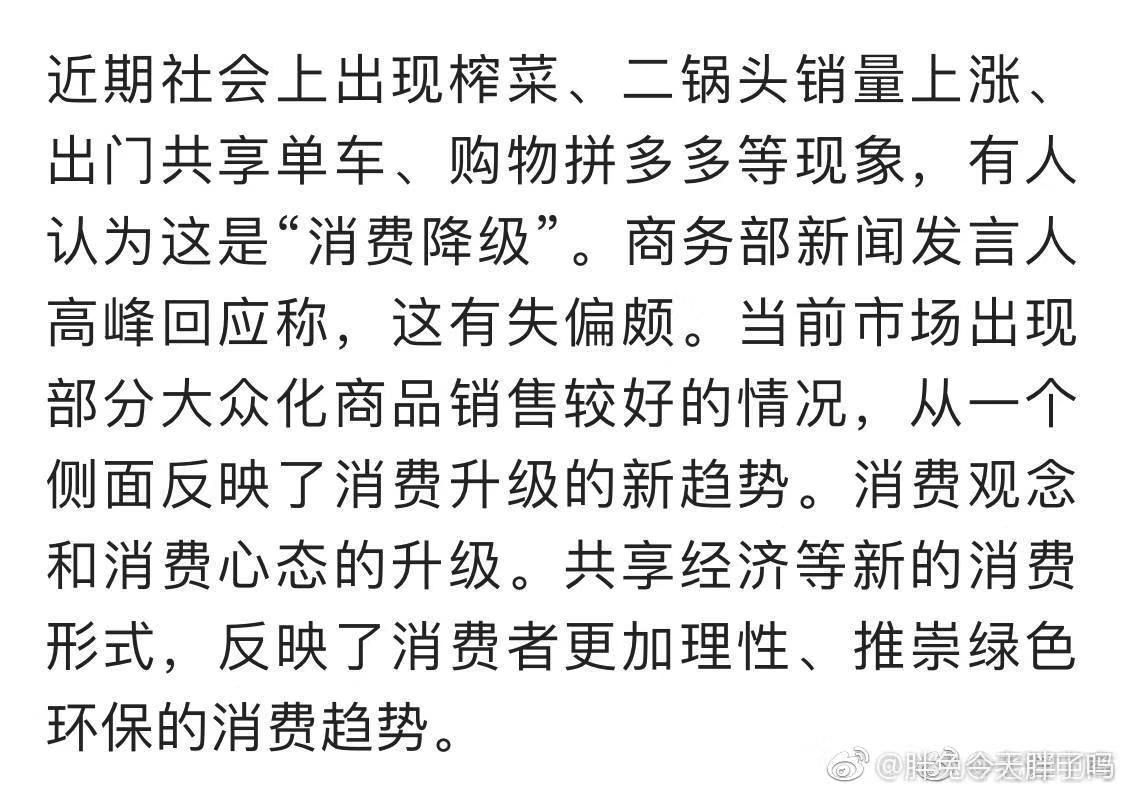 近期社会上出现榨菜、二锅头销量上涨、
出门共享单车、购物拼多多等现象，有人
认为这是“消费降级”。商务部新闻发言人
高峰回应称，这有失偏颇。当前市场出现
部分大众化商品销售较好的情况，从一个
侧面反映了消费升级的新趋势。消费观念
和消费心态的升级。共享经济等新的消费
形式，反映了消费者更加理性、推崇绿色
环保的消费趋势。